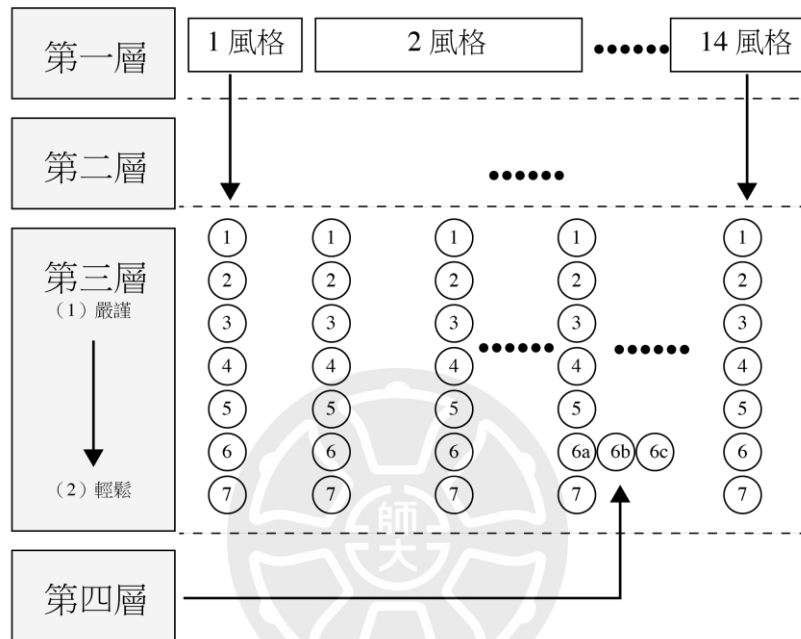 第一層 1 風格 2 風格 •••••• 14 風格
第二層 ••••••
第三層
(1)嚴謹
(2)輕鬆
1 1 1 1 1
2 2 2 2 2
3 3 3 3 3
•••••• ••••••
4 4 4 4 4
5 5 5 5 5
6 6 6 6a 6b 6c 6
7 7 7 7 7
師大
第四層